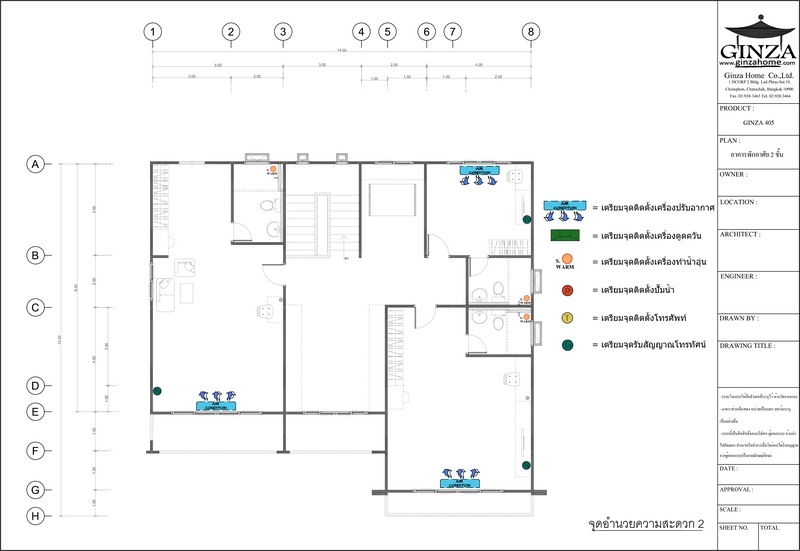 1 2 3 4 5 6 7 8
14.00
5.00 3.00 2.50 4.00
3.00 2.00 1.00 1.50 1.50 2.50
A
B
C
D
E
F
G
H
S. WARM
AIR CONDITION
AIR CONDITION
AIR CONDITION
AIR CONDITION = เตรียมจุดติดตั้งเครื่องปรับอากาศ
= เตรียมจุดติดตั้งเครื่องดูดควัน
S. WARM = เตรียมจุดติดตั้งเครื่องทำน้ำอุ่น
P = เตรียมจุดติดตั้งปั๊มน้ำ
T = เตรียมจุดติดตั้งโทรศัพท์
= เตรียมจุดรับสัญญาณโทรทัศน์
จุดอำนวยความสะดวก 2
GINZA
www.ginzahome.com
Ginza Home Co.,Ltd.
1 DCORP 2 Bldg. Lad Phrao Soi 19,
Chomphon, Chatuchak, Bangkok 10900
Fax. 02-938-3463 Tel. 02-938-3464
PRODUCT :
GINZA 405
PLAN :
อาคารพักอาศัย 2 ชั้น
OWNER :
LOCATION :
ARCHITECT :
ENGINEER :
DRAWN BY :
DRAWING TITLE :
DATE :
APPROVAL :
SCALE :
SHEET NO. TOTAL